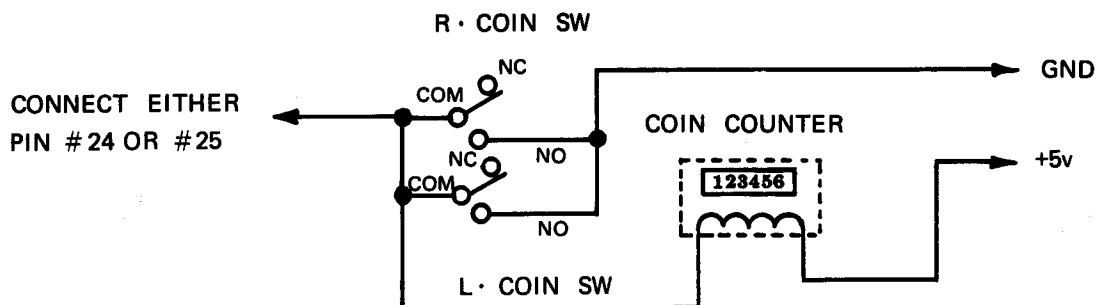 R · COIN SW
NC
COM
GND
CONNECT EITHER
PIN #24 OR #25
COIN COUNTER
NO
NC
COM
+5v
123456
NO
L · COIN SW